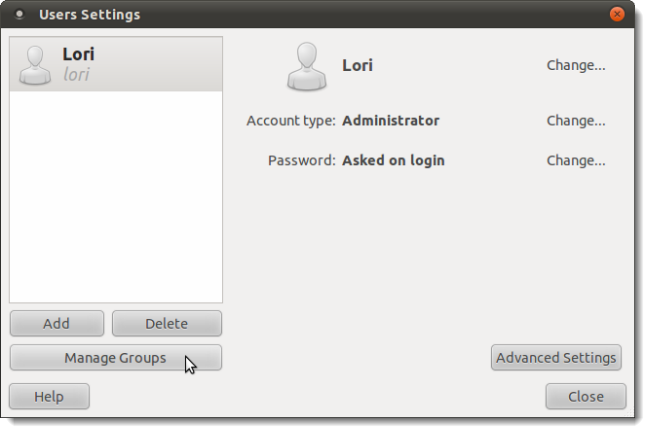 Users Settings
Lori
lori
Lori Change...
Account type: Administrator Change...
Password: Asked on login Change...
Add Delete
Manage Groups Advanced Settings
Help Close